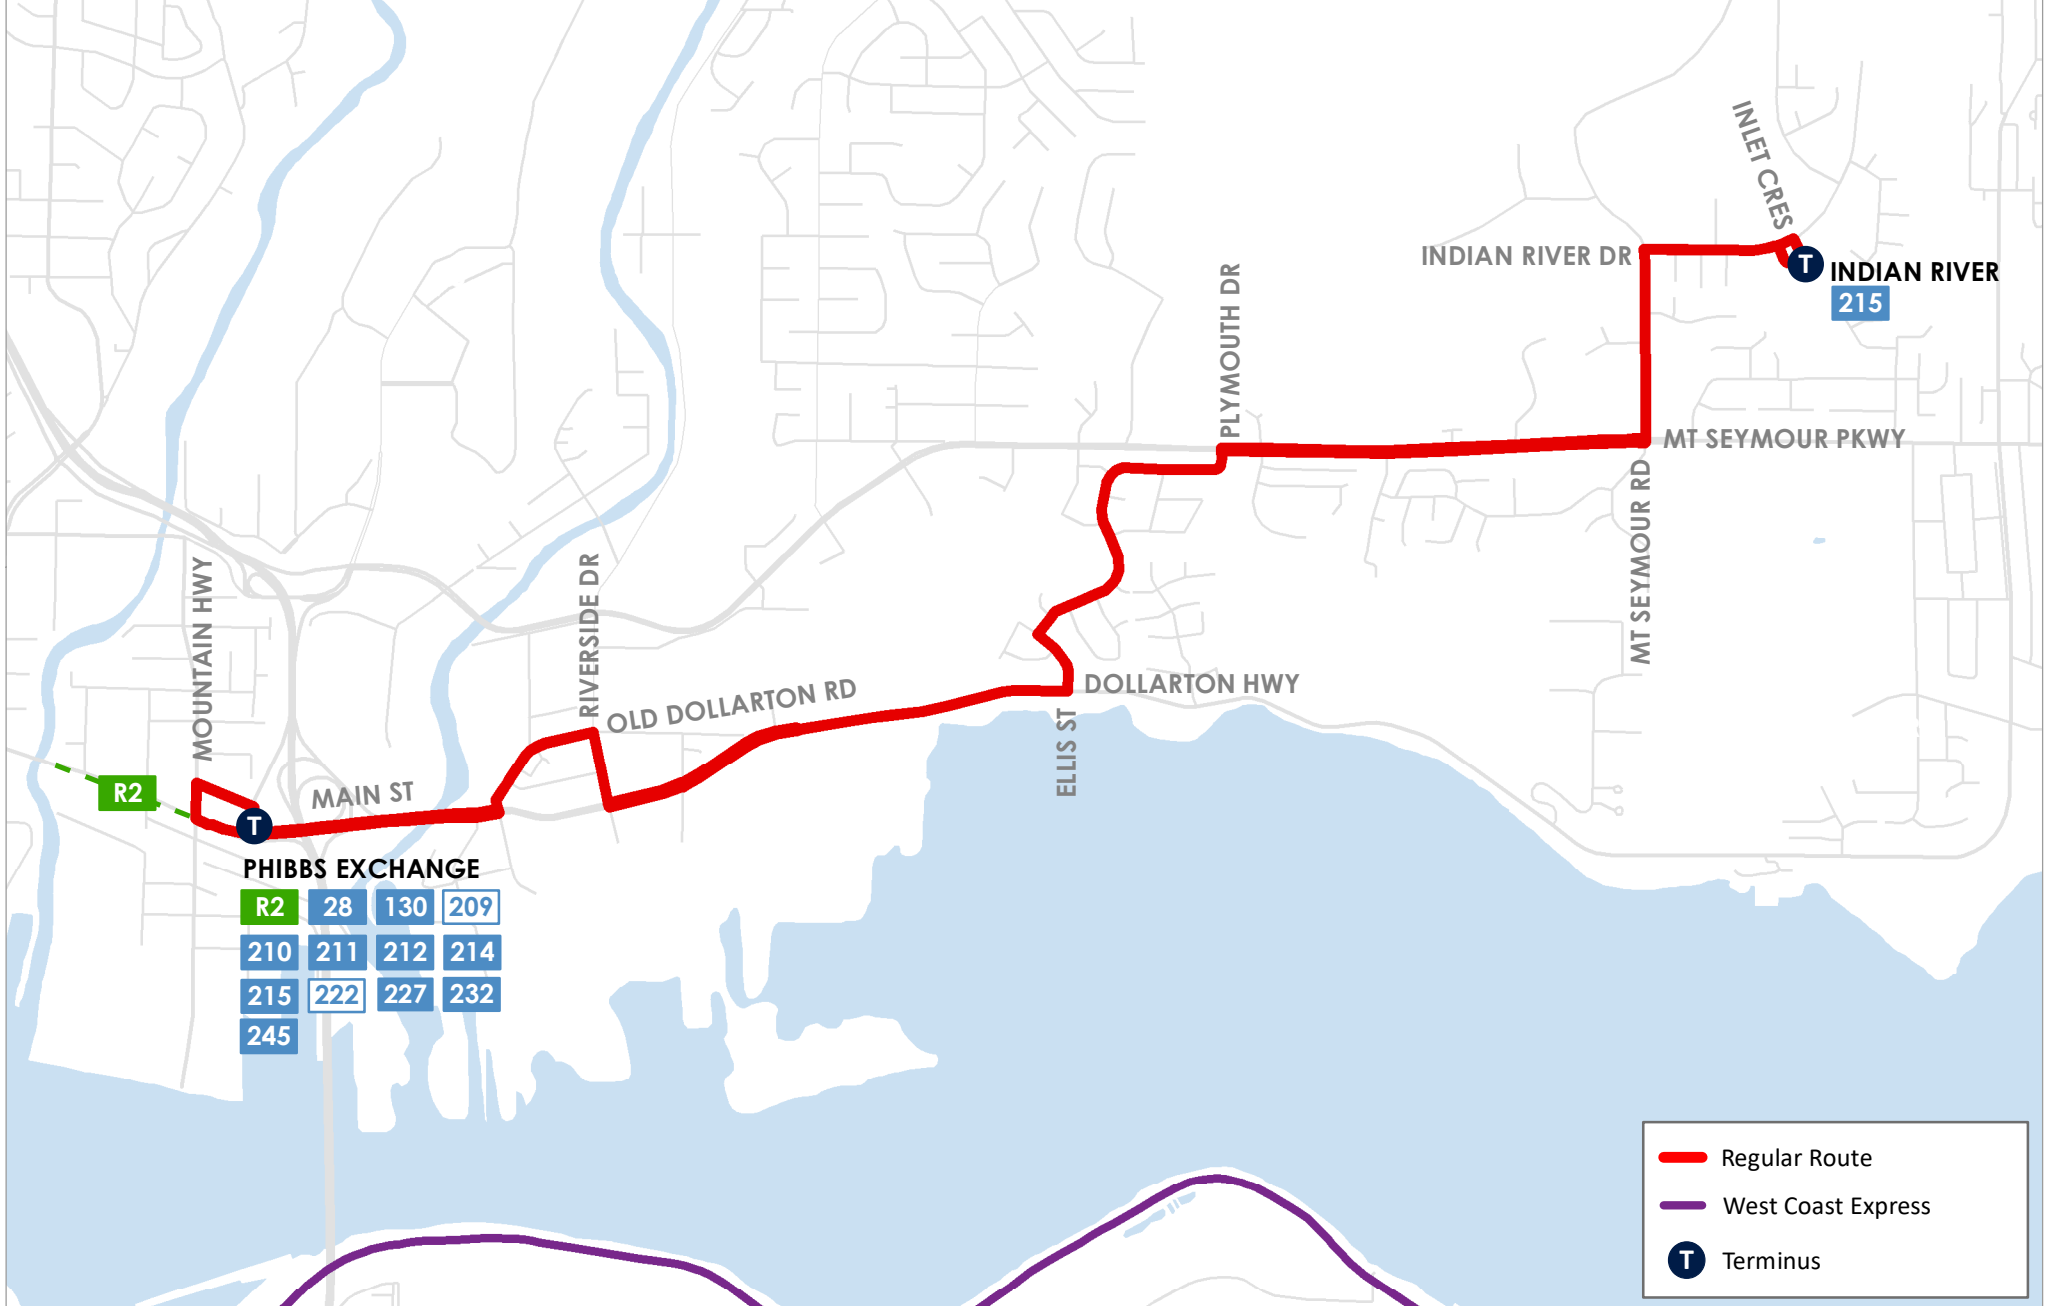 INLET CRES
INDIAN RIVER DR
T
INDIAN RIVER
215
PLYMOUTH DR
MT SEYMOUR PKWY
MT SEYMOUR RD
MOUNTAIN HWY
RIVERSIDE DR
OLD DOLLARTON RD
DOLLARTON HWY
ELLIS ST
R2
MAIN ST
T
PHIBBS EXCHANGE
R2 28 130 209
210 211 212 214
215 222 227 232
245
Regular Route
West Coast Express
T Terminus